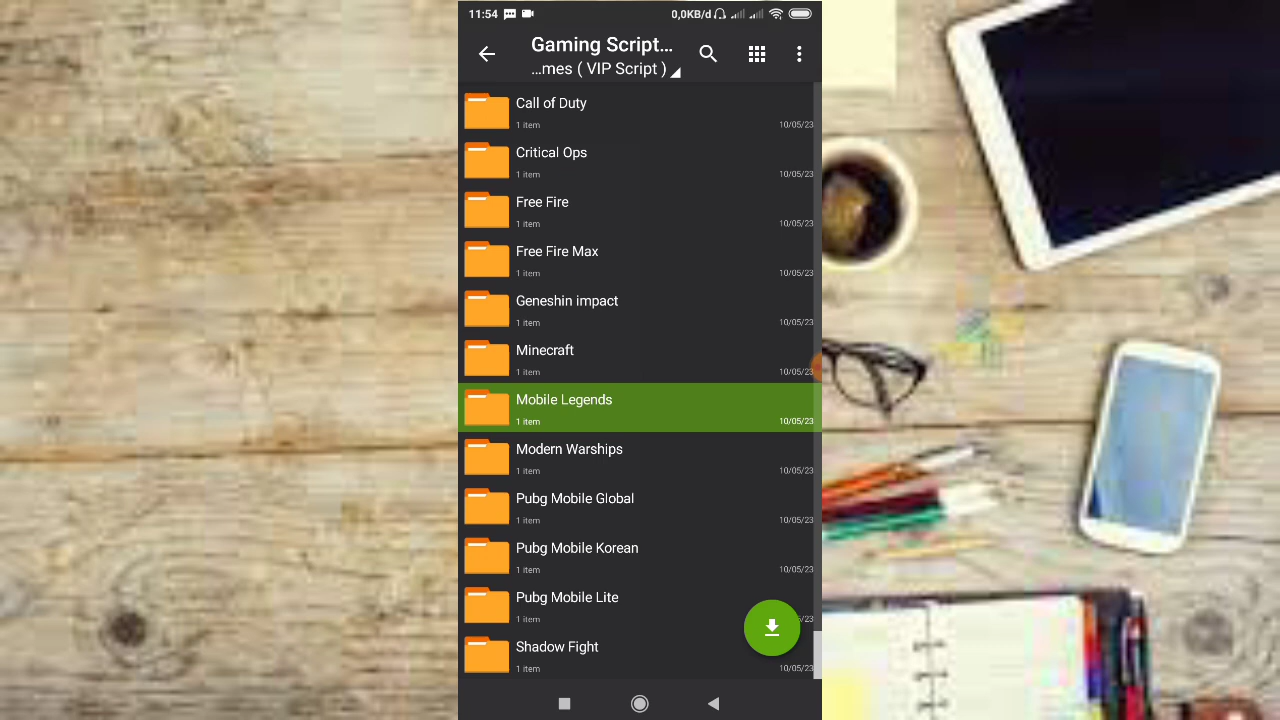 11:54
0,0KB/d
Gaming Script...
...mes ( VIP Script )
Call of Duty
1 item
10/05/23
Critical Ops
1 item
10/05/23
Free Fire
1 item
10/05/23
Free Fire Max
1 item
10/05/23
Geneshin impact
1 item
10/05/23
Minecraft
1 item
10/05/23
Mobile Legends
1 item
10/05/23
Modern Warships
1 item
10/05/23
Pubg Mobile Global
1 item
10/05/23
Pubg Mobile Korean
1 item
10/05/23
Pubg Mobile Lite
1 item
/23
Shadow Fight
1 item
10/05/23